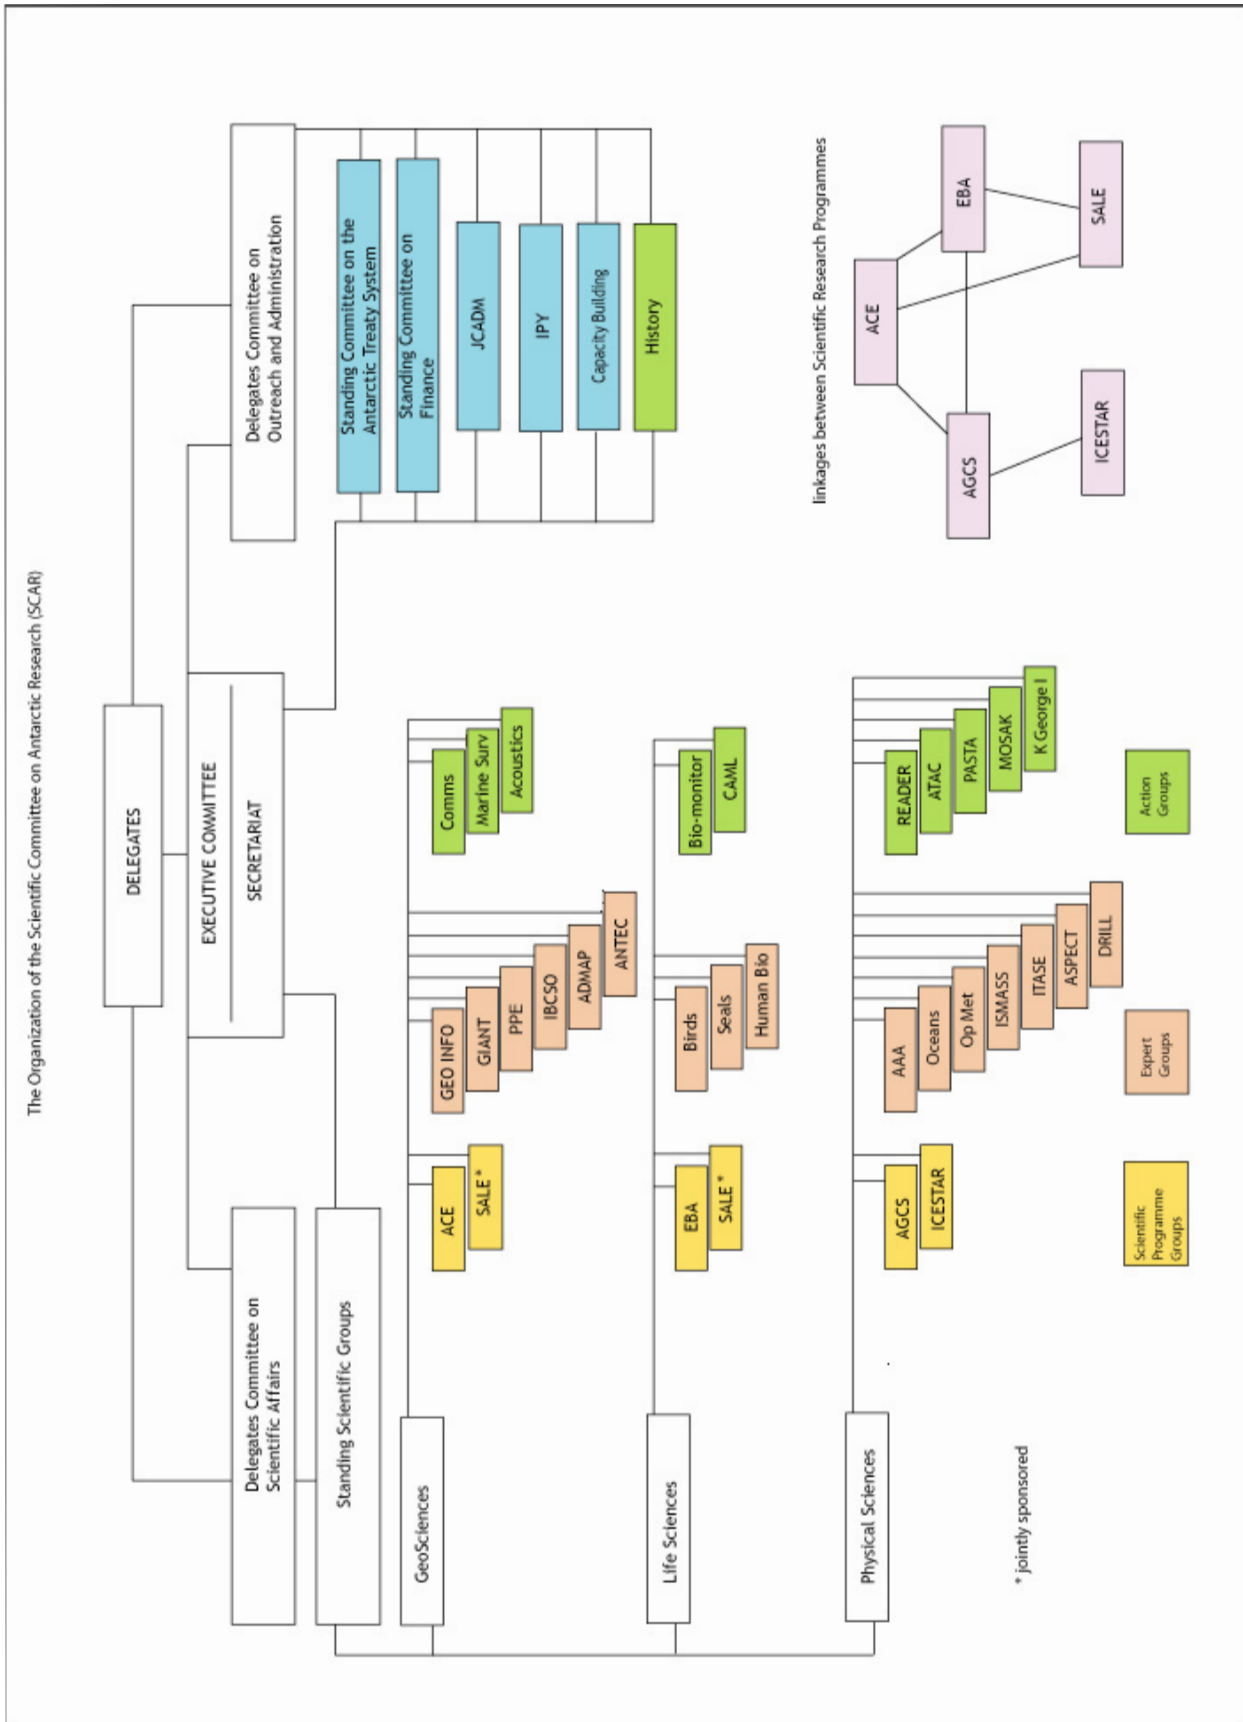 The Organization of the Scientific Committee on Antarctic Research (SCAR)
DELEGATES
EXECUTIVE COMMITTEE
SECRETARIAT
Delegates Committee on
Scientific Affairs
Delegates Committee on
Outreach and Administration
Standing Scientific Groups
Standing Committee on the
Antarctic Treaty System
Standing Committee on
Finance
JCADM
IPY
Capacity Building
History
GeoSciences
ACE
SALE*
GEO INFO
GIANT
PPE
IBCSO
ADMAP
ANTEC
Comms
Marine Surv
Acoustics
Life Sciences
EBA
SALE*
Birds
Seals
Human Bio
Bio-monitor
CAML
Physical Sciences
AGCS
ICESTAR
AAA
Oceans
Op Met
ISMASS
ITASE
ASPECT
DRILL
READER
ATAC
PASTA
MOSAK
K George I
linkages between Scientific Research Programmes
ACE
AGCS
EBA
ICESTAR
SALE
* jointly sponsored
Scientific
Programme
Groups
Expert
Groups
Action
Groups